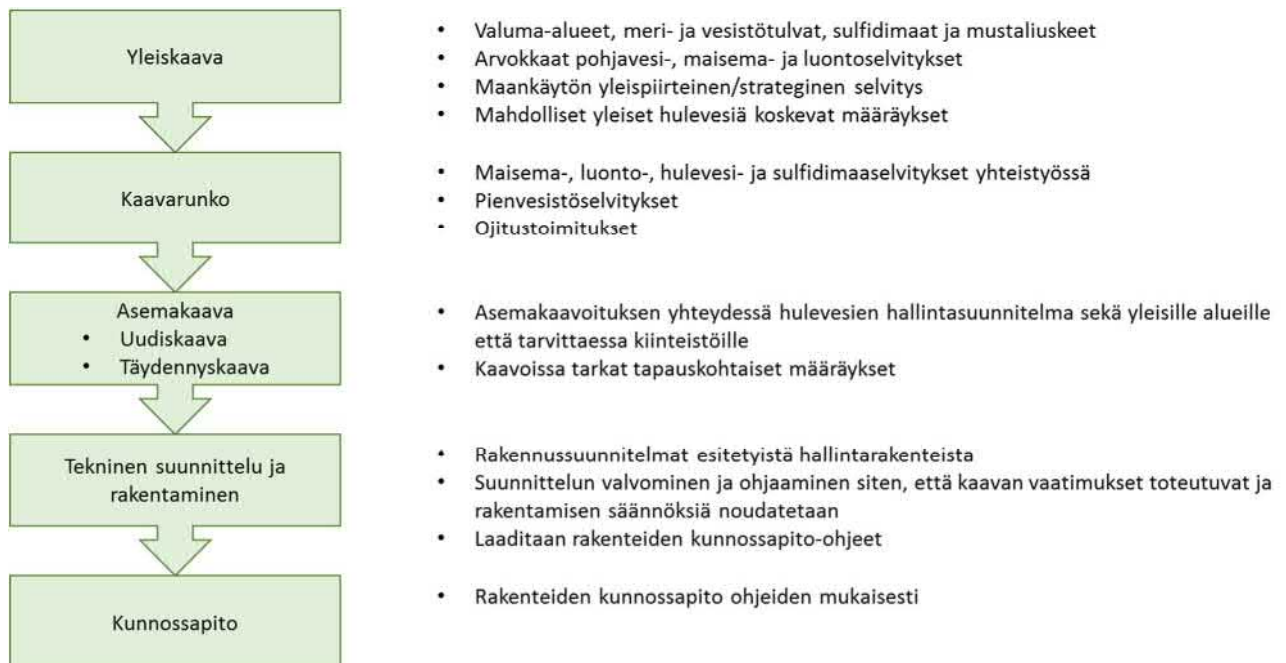 Yleiskaava
• Valuma-alueet, meri- ja vesistötulvat, sulfidimaat ja mustaliuskeet
• Arvokkaat pohjavesi-, maisema- ja luontoselvitykset
• Maankäytön yleispiirteinen/strateginen selvitys
• Mahdolliset yleiset hulevesiä koskevat määräykset
Kaavarunko
• Maisema-, luonto-, hulevesi- ja sulfidimaaselvitykset yhteistyössä
• Pienvesistöselvitykset
• Ojitustoimitukset
Asemakaava
• Uudiskaava
• Täydennyskaava
• Asemakaavoituksen yhteydessä hulevesien hallintasuunnitelma sekä yleisille alueille
että tarvittaessa kiinteistöille
• Kaavoissa tarkat tapauskohtaiset määräykset
Tekninen suunnittelu ja
rakentaminen
• Rakennussuunnitelmat esitetyistä hallintarakenteista
• Suunnittelun valvominen ja ohjaaminen siten, että kaavan vaatimukset toteutuvat ja
rakentamisen säännöksiä noudatetaan
• Laaditaan rakenteiden kunnossapito-ohjeet
Kunnossapito
• Rakenteiden kunnossapito ohjeiden mukaisesti